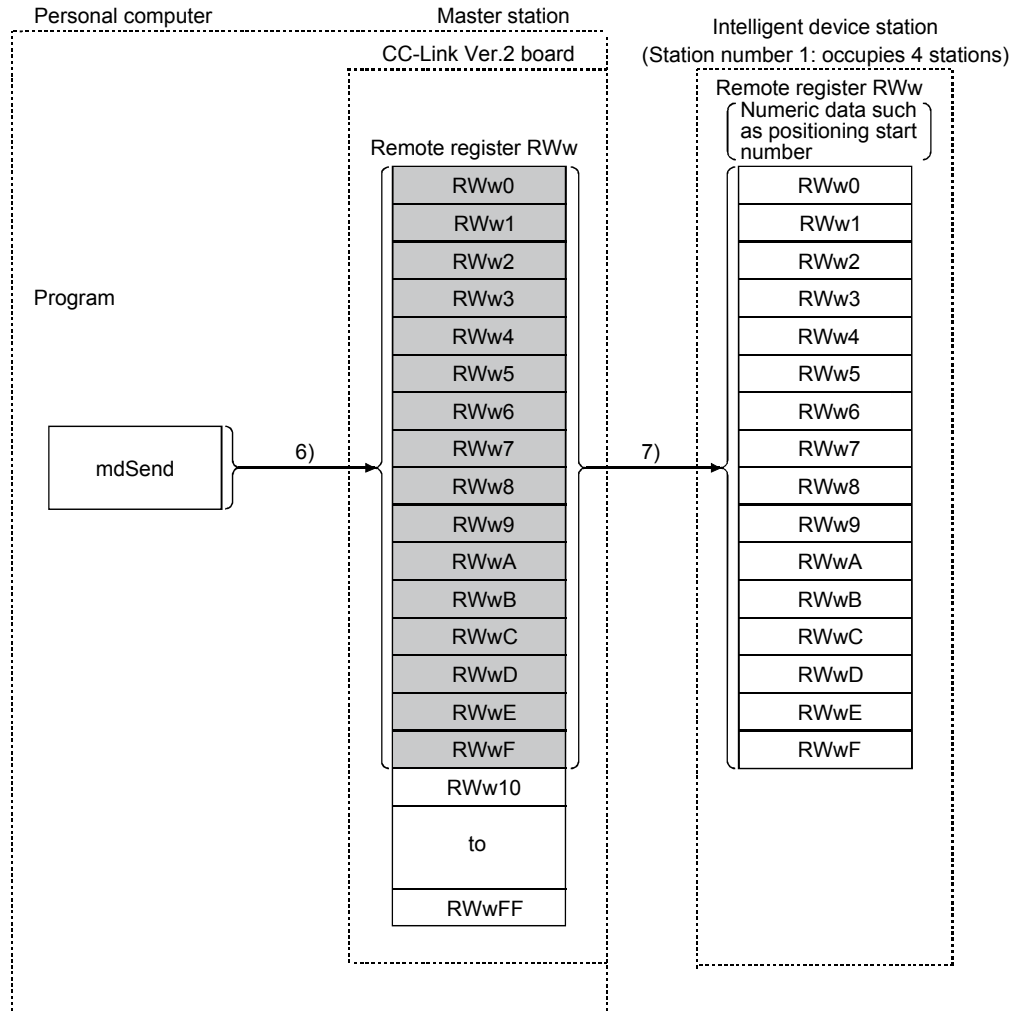 Personal computer
Master station
Intelligent device station
(Station number 1: occupies 4 stations)
CC-Link Ver.2 board
Remote register RWw
Numeric data such
as positioning start
number
Remote register RWw
Program
mdSend
6)
RWw0
RWw1
RWw2
RWw3
RWw4
RWw5
RWw6
RWw7
RWw8
RWw9
RWwA
RWwB
RWwC
RWwD
RWwE
RWwF
RWw10
to
RWwFF
7)
RWw0
RWw1
RWw2
RWw3
RWw4
RWw5
RWw6
RWw7
RWw8
RWw9
RWwA
RWwB
RWwC
RWwD
RWwE
RWwF